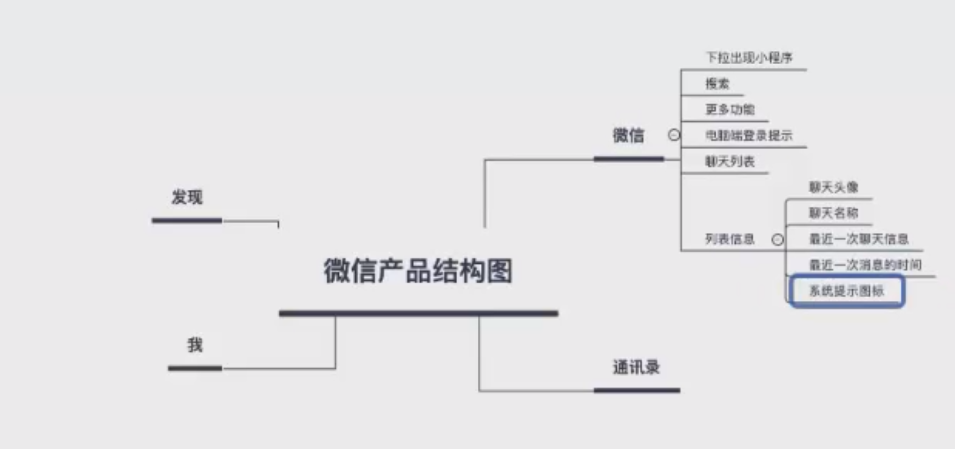 下拉出现小程序
搜索
更多功能
微信
电脑端登录提示
聊天列表
聊天头像
发现
聊天名称
列表信息
最近一次聊天信息
微信产品结构图
最近一次消息的时间
系统提示图标
我
通讯录